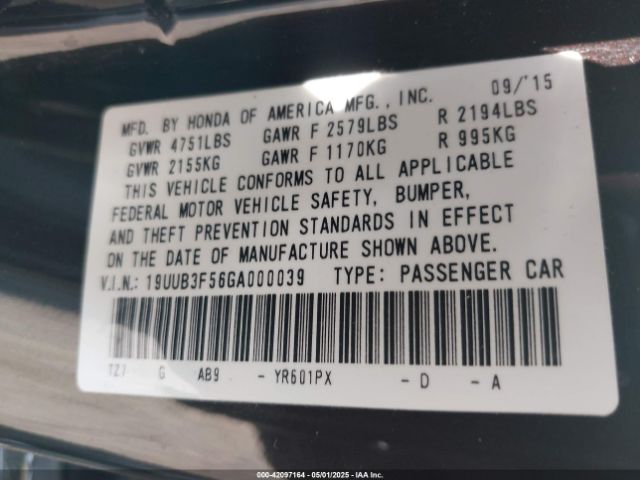 MFD. BY HONDA OF AMERICA MFG., INC. 09/'15
GVWR 4751LBS GAWR F 2579LBS R 2194LBS
GVWR 2155KG GAWR F 1170KG R 995KG
THIS VEHICLE CONFORMS TO ALL APPLICABLE
FEDERAL MOTOR VEHICLE SAFETY, BUMPER,
AND THEFT PREVENTION STANDARDS IN EFFECT
ON THE DATE OF MANUFACTURE SHOWN ABOVE.
V.I.N.: 19UUB3F56GA000039 TYPE: PASSENGER CAR
TZ7 G AB9 - YR601PX - D - A
000-42097164 - 05/01/2025 - IAA Inc.